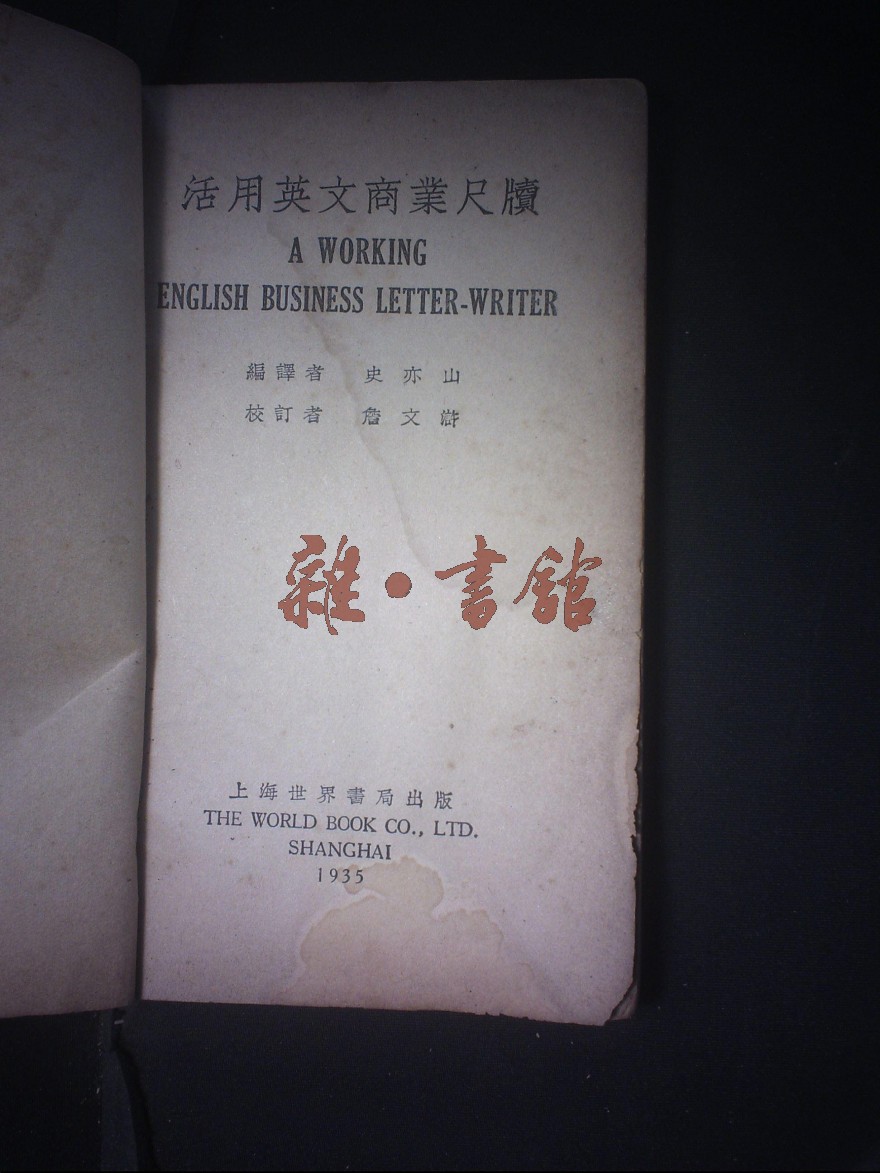 活用英文商業尺牘
A WORKING
ENGLISH BUSINESS LETTER-WRITER
編譯者 史亦山
校訂者 詹文滸
雜·書館
上海世界書局出版
THE WORLD BOOK CO., LTD.
SHANGHAI
1935